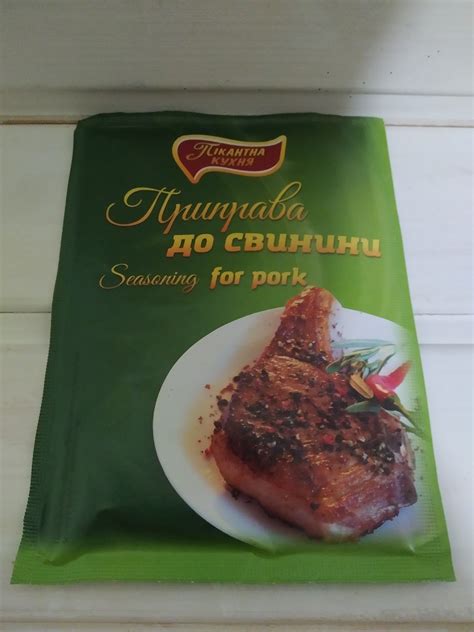 Пікантна
кухня
Приправа
до свинини
Seasoning for pork